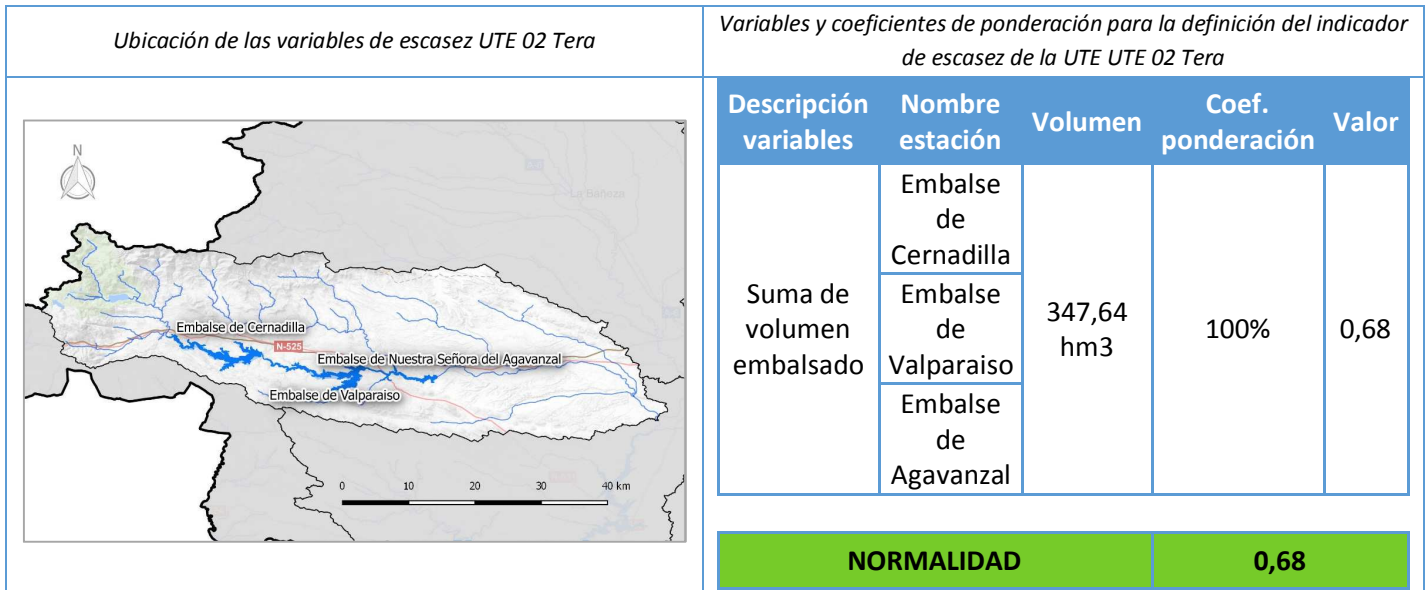 Ubicación de las variables de escasez UTE 02 Tera
Variables y coeficientes de ponderación para la definición del indicador
de escasez de la UTE UTE 02 Tera
N
La Bañeza
Embalse de Cernadilla
N-525
Embalse de Nuestra Señora del Agavanzal
Embalse de Valparaiso
0 10 20 30 40 km
Descripción
variables
Nombre
estación
Volumen
Coef.
ponderación
Valor
Suma de
volumen
embalsado
Embalse
de
Cernadilla
Embalse
de
Valparaiso
Embalse
de
Agavanzal
347,64
hm3
100%
0,68
NORMALIDAD
0,68